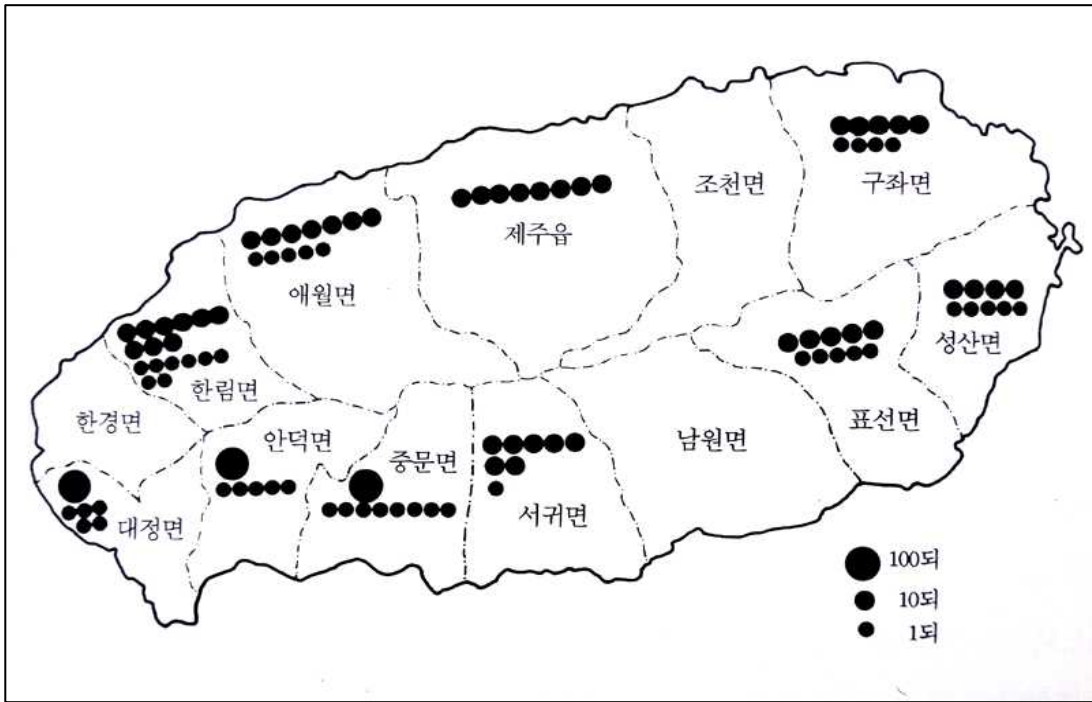 조천면
구좌면
제주읍
애월면
성산면
한림면
한경면
안덕면
중문면
남원면
표선면
서귀면
대정면
100되
10되
1되